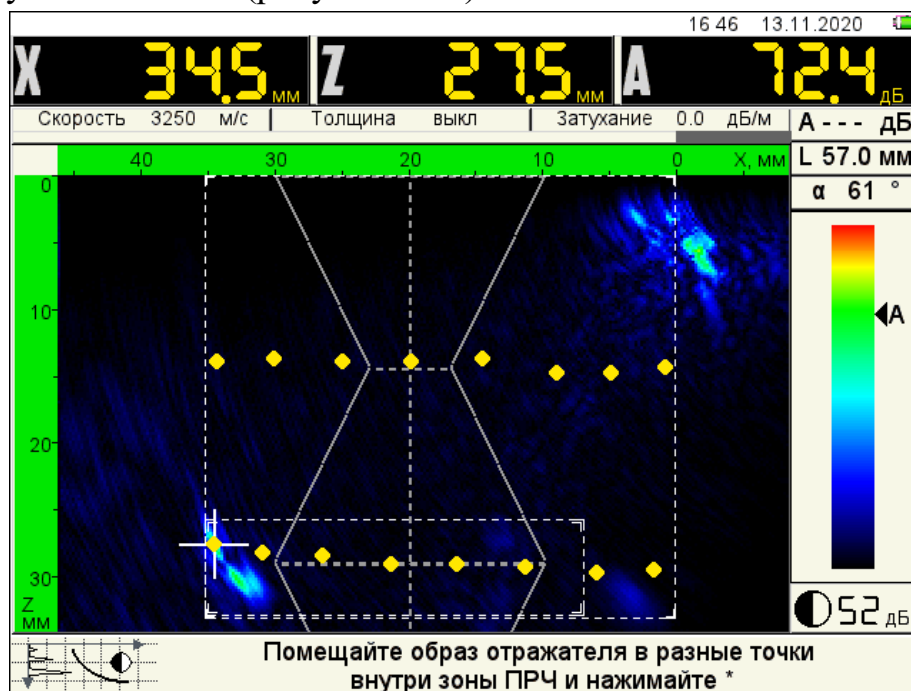 16 46 13.11.2020
X 34.5 мм Z 27.5 мм A 72.4 дБ
Скорость 3250 м/с Толщина выкл Затухание 0.0 дБ/м A - - - дБ
40 30 20 10 0 X, мм
L 57.0 мм
α 61 °
0
10
A
20
30
Z
мм
52 дБ
Помещайте образ отражателя в разные точки
внутри зоны ПРЧ и нажимайте *